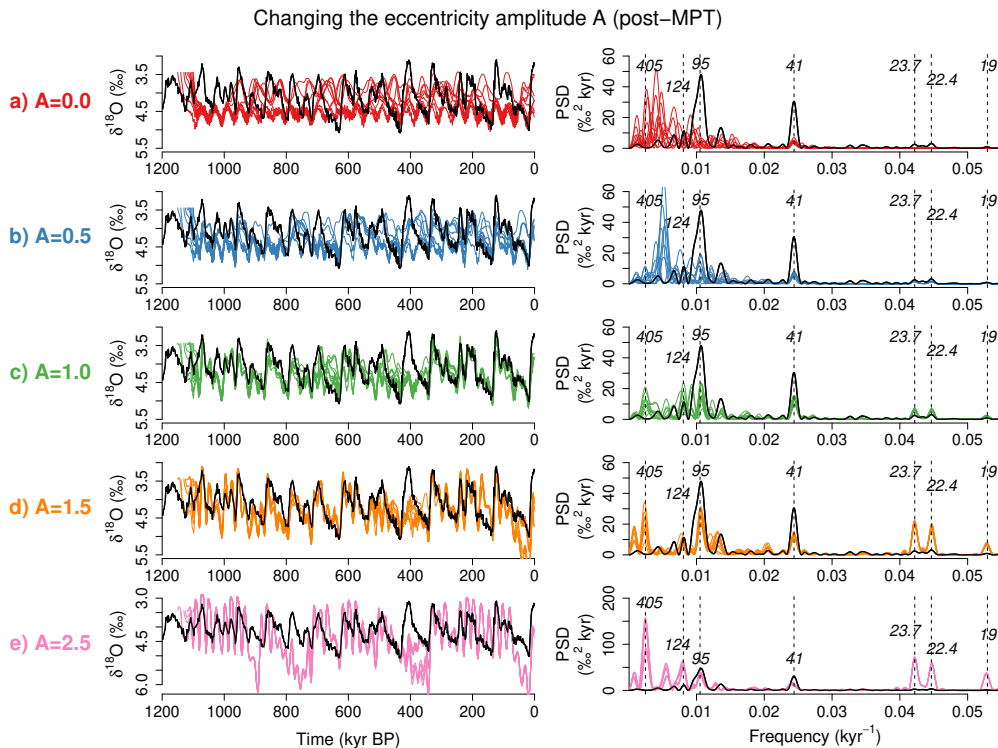 Changing the eccentricity amplitude A (post−MPT)
a) A=0.0
δ18O (‰)
3.5
4.5
5.5
1200 1000 800 600 400 200 0
PSD
(‰2 kyr)
0 20 40 60
405
124
95
41
23.7
22.4
19
0.01 0.02 0.03 0.04 0.05
b) A=0.5
δ18O (‰)
3.5
4.5
5.5
1200 1000 800 600 400 200 0
PSD
(‰2 kyr)
0 20 40 60
405
124
95
41
23.7
22.4
19
0.01 0.02 0.03 0.04 0.05
c) A=1.0
δ18O (‰)
3.5
4.5
5.5
1200 1000 800 600 400 200 0
PSD
(‰2 kyr)
0 20 40 60
405
124
95
41
23.7
22.4
19
0.01 0.02 0.03 0.04 0.05
d) A=1.5
δ18O (‰)
3.5
4.5
5.5
1200 1000 800 600 400 200 0
PSD
(‰2 kyr)
0 20 40 60
405
124
95
41
23.7
22.4
19
0.01 0.02 0.03 0.04 0.05
e) A=2.5
δ18O (‰)
3.0
4.5
6.0
1200 1000 800 600 400 200 0
Time (kyr BP)
PSD
(‰2 kyr)
0 100 200
405
124
95
41
23.7
22.4
19
0.01 0.02 0.03 0.04 0.05
Frequency (kyr−1)